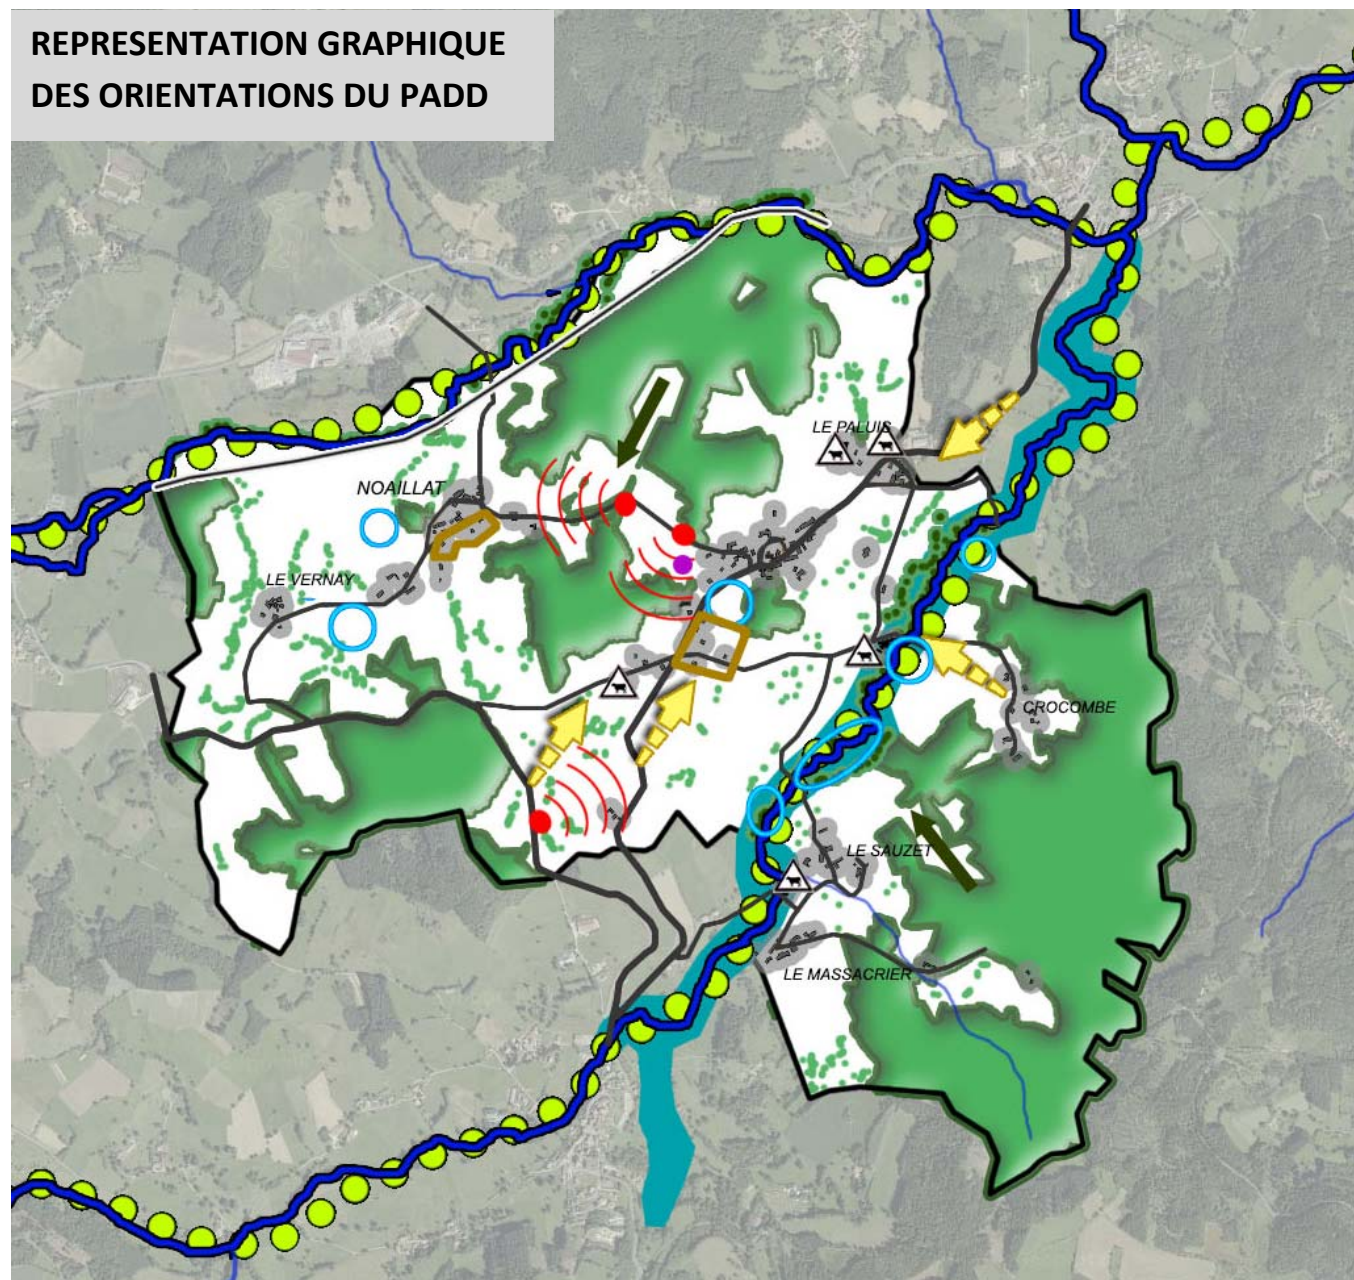 REPRESENTATION GRAPHIQUE
DES ORIENTATIONS DU PADD
LE PALUIS
NOAILLAT
LE VERNAY
CROCOMBE
LE SAUZET
LE MASSACRIER